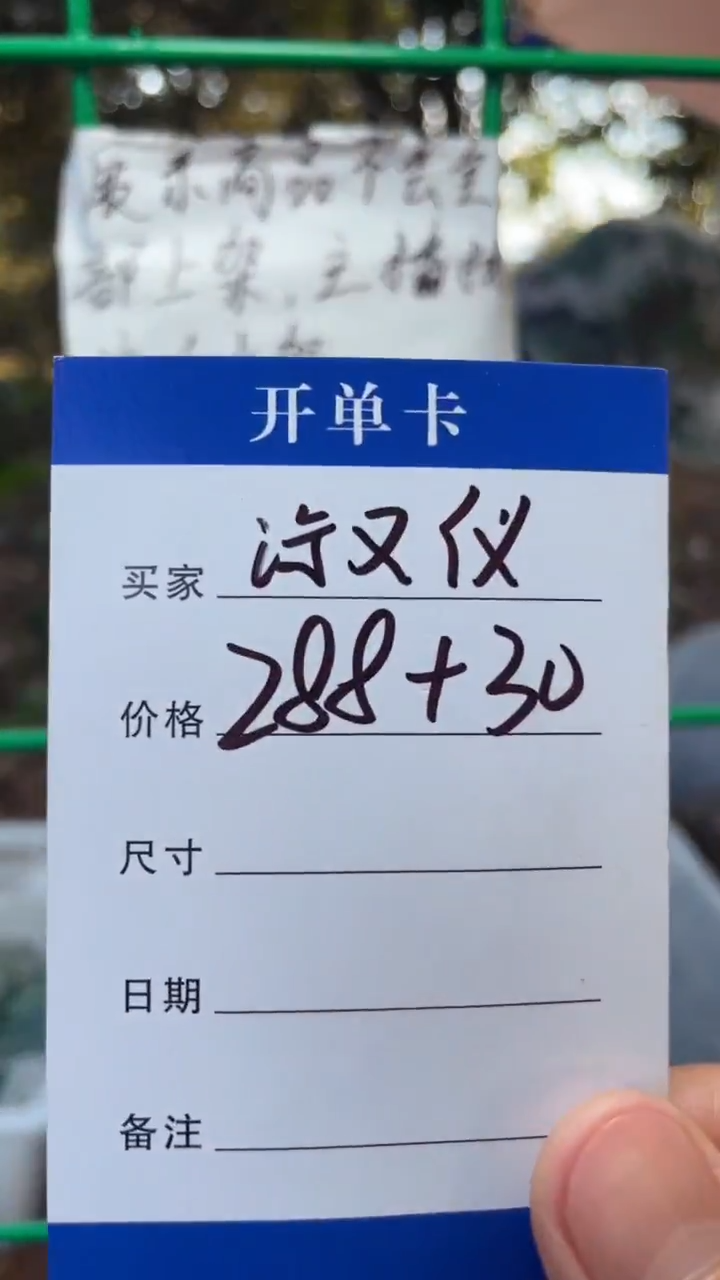 展示商品不会全
部上架，主播
开单卡
买家 许又仪
价格 288+30
尺寸
日期
备注